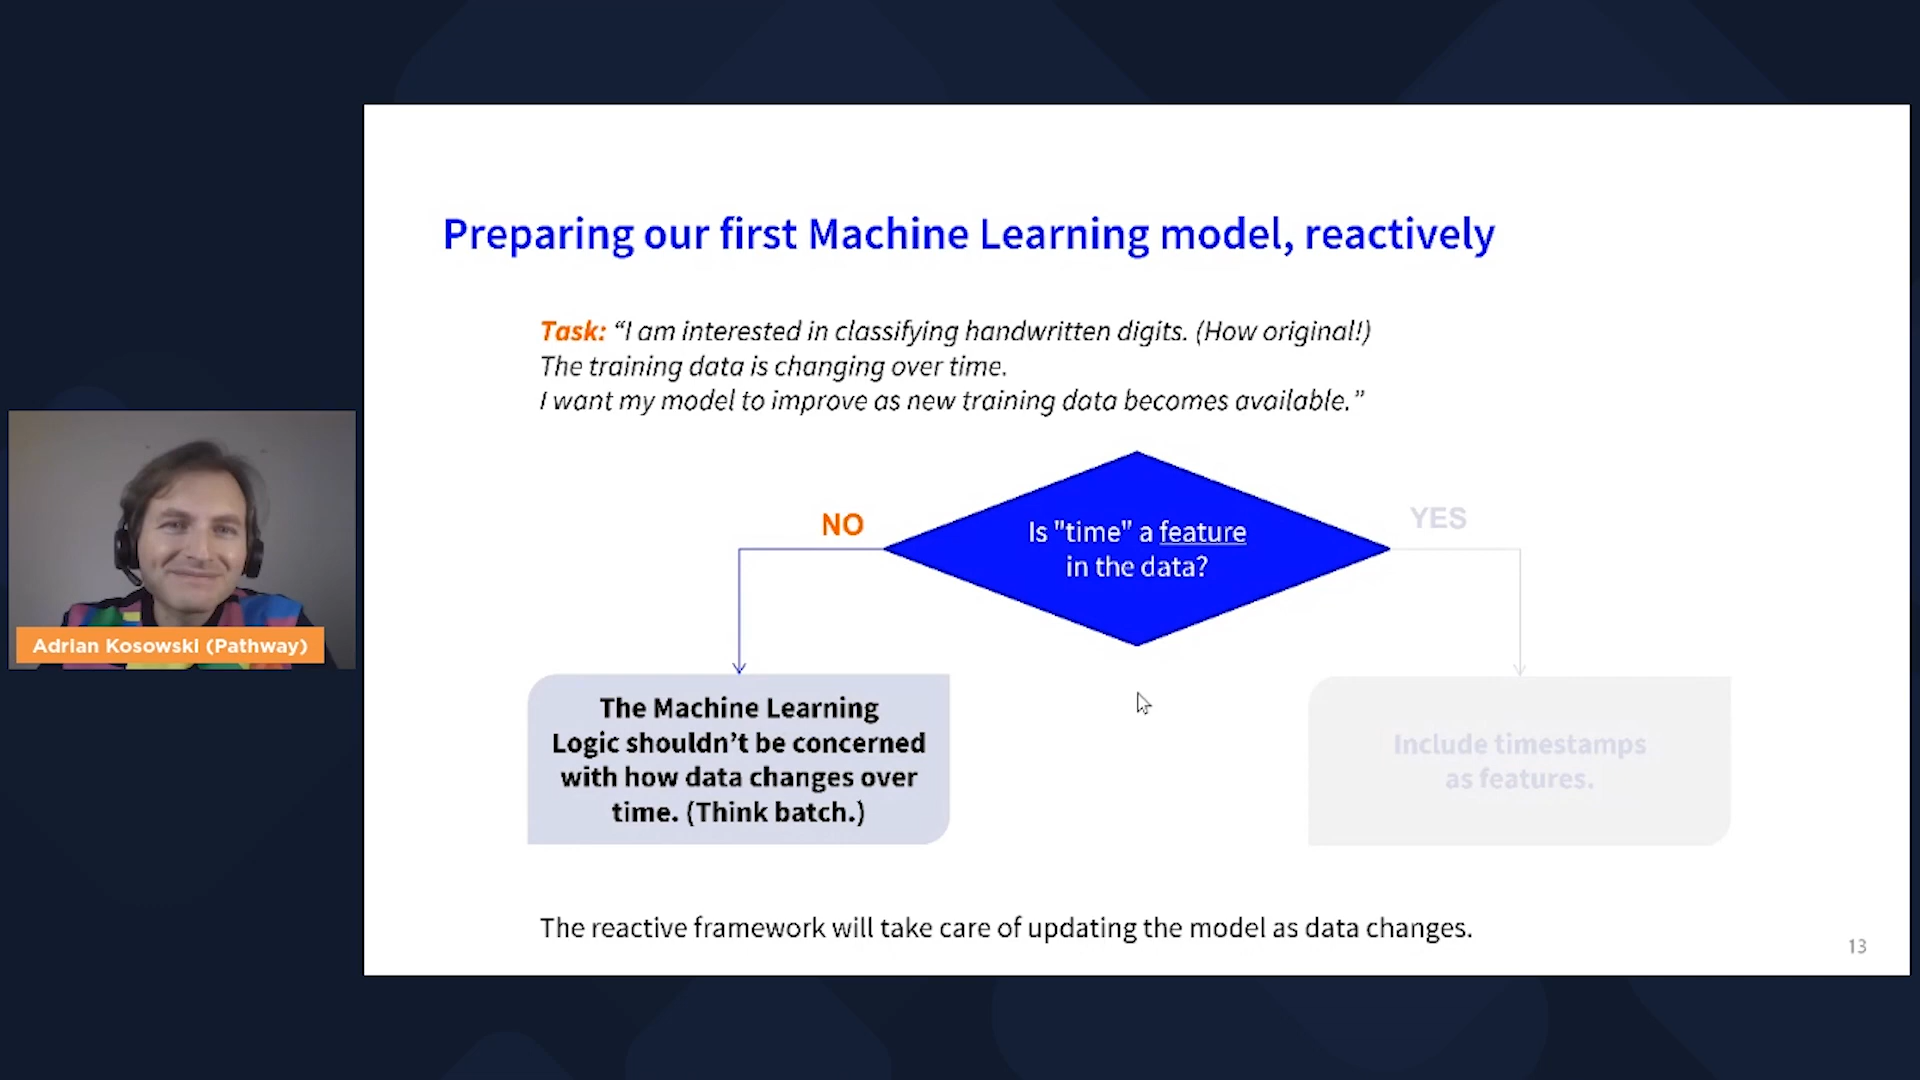 Preparing our first Machine Learning model, reactively
Task: “I am interested in classifying handwritten digits. (How original!)
The training data is changing over time.
I want my model to improve as new training data becomes available.”
NO
Is "time" a feature
in the data?
YES
The Machine Learning
Logic shouldn’t be concerned
with how data changes over
time. (Think batch.)
Include timestamps
as features.
The reactive framework will take care of updating the model as data changes.
13
Adrian Kosowski (Pathway)